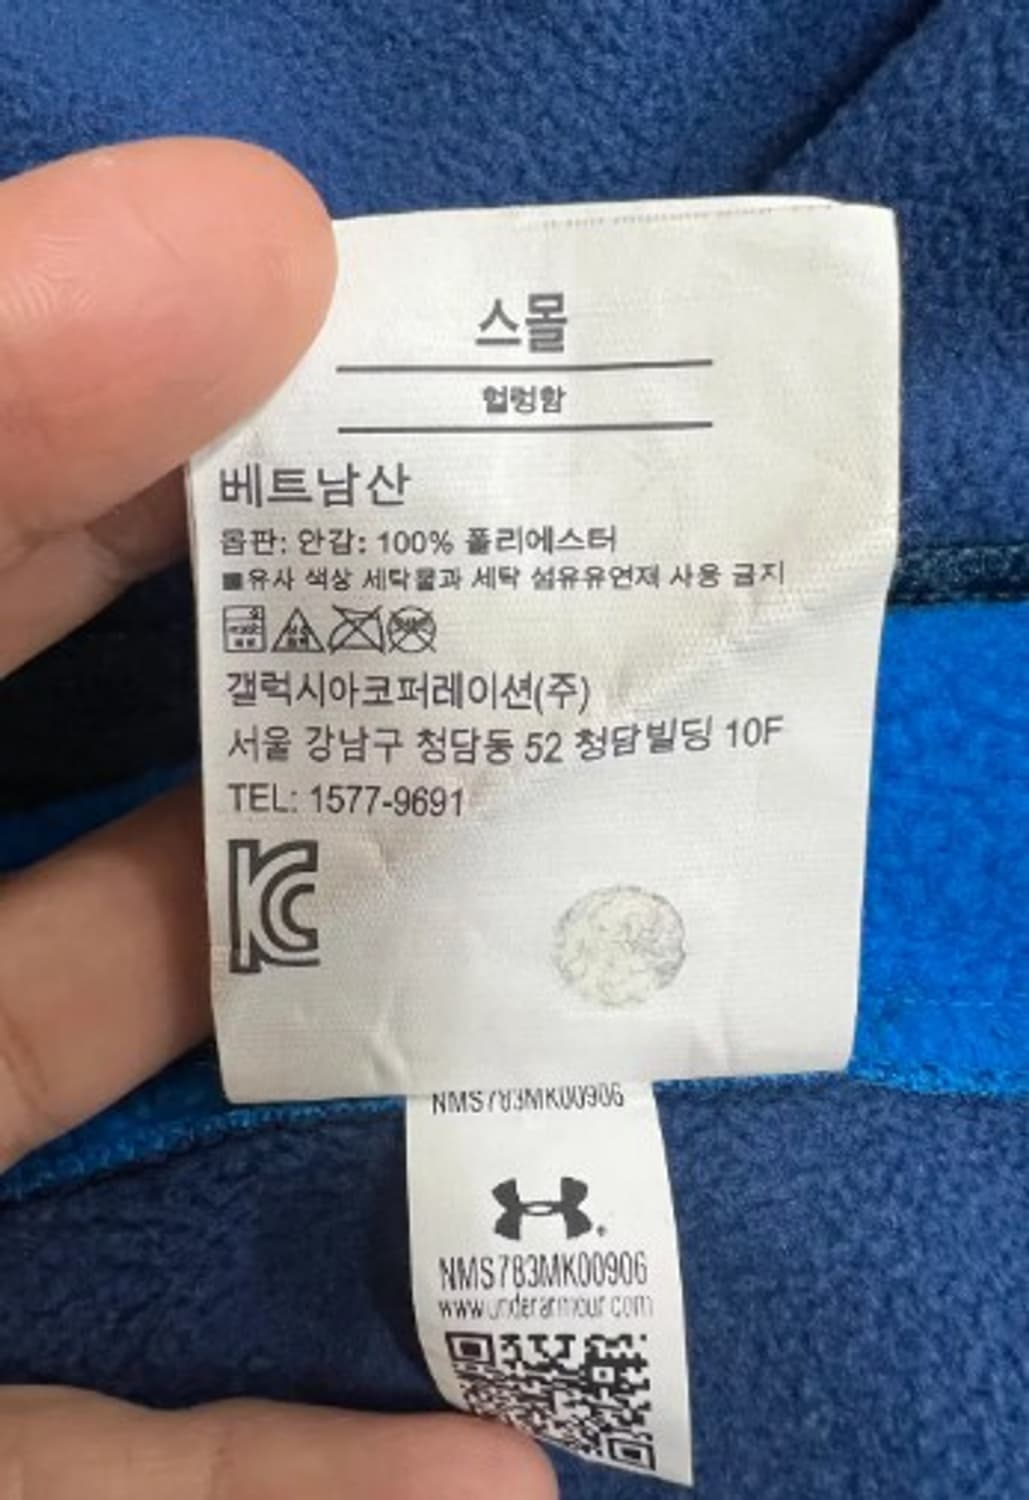 스몰
헐렁함
베트남산
몸판: 안감: 100% 폴리에스터
■유사 색상 세탁물과 세탁 섬유유연제 사용 금지
갤럭시아코퍼레이션(주)
서울 강남구 청담동 52 청담빌딩 10F
TEL: 1577-9691
KC
NMS783MK00906
NMS783MK00906
www.underarmour.com